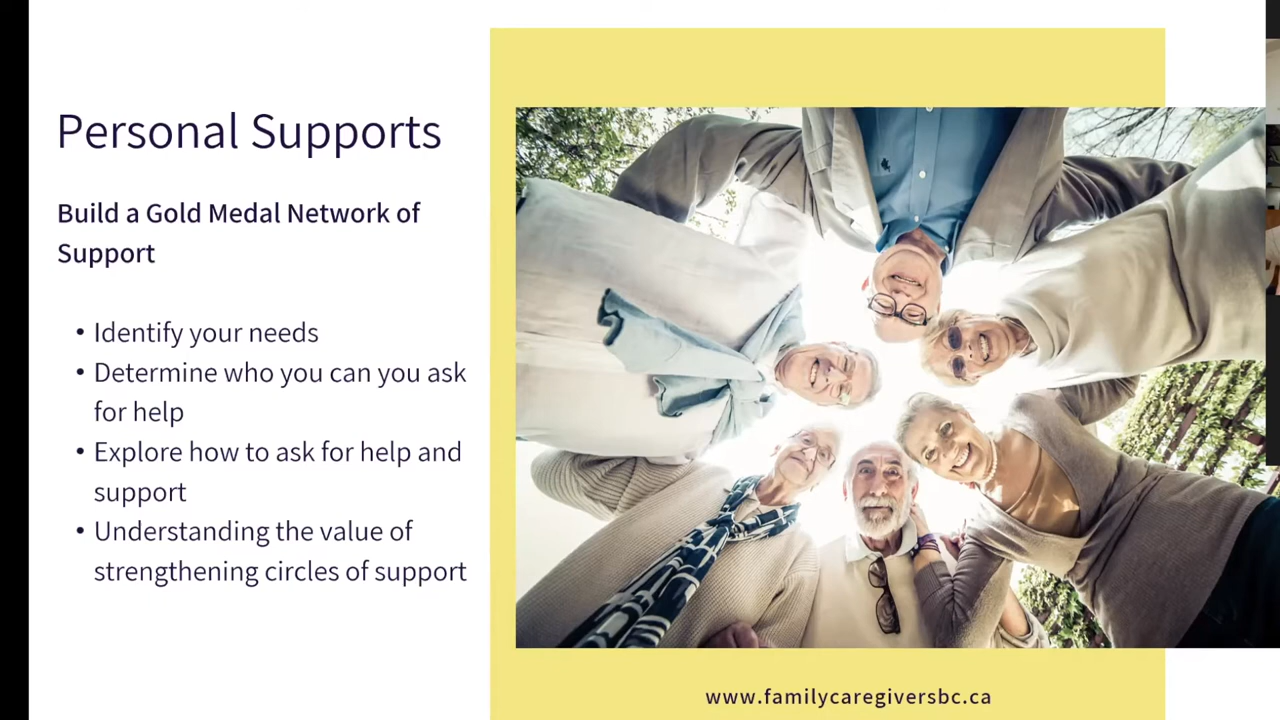 Personal Supports
Build a Gold Medal Network of
Support
• Identify your needs
• Determine who you can you ask
for help
• Explore how to ask for help and
support
• Understanding the value of
strengthening circles of support
www.familycaregiversbc.ca